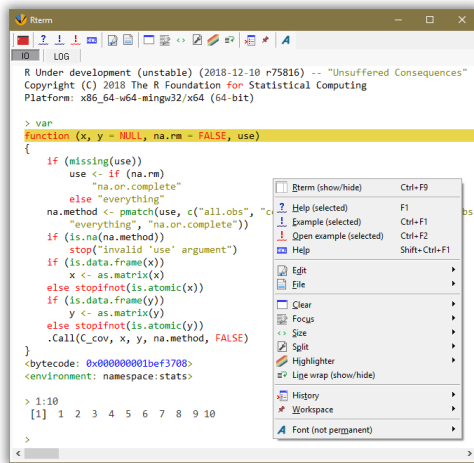 Rterm
IO LOG
R Under development (unstable) (2018-12-10 r75816) -- "Unsuffered Consequences"
Copyright (C) 2018 The R Foundation for Statistical Computing
Platform: x86_64-w64-mingw32/x64 (64-bit)
> var
function (x, y = NULL, na.rm = FALSE, use)
{
    if (missing(use))
        use <- if (na.rm)
            "na.or.complete"
        else "everything"
    na.method <- pmatch(use, c("all.obs",
        "everything", "na.or.complete"))
    if (is.na(na.method))
        stop("invalid 'use' argument")
    if (is.data.frame(x))
        x <- as.matrix(x)
    else stopifnot(is.atomic(x))
    if (is.data.frame(y))
        y <- as.matrix(y)
    else stopifnot(is.atomic(y))
    .Call(C_cov, x, y, na.method, FALSE)
}
<bytecode: 0x000000001bef3708>
<environment: namespace:stats>
> 1:10
 [1]  1  2  3  4  5  6  7  8  9 10
>
Rterm (show/hide) Ctrl+F9
Help (selected) F1
Example (selected) Ctrl+F1
Open example (selected) Ctrl+F2
Help Shift+Ctrl+F1
Edit
File
Clear
Focus
Size
Split
Highlighter
Line wrap (show/hide)
History
Workspace
Font (not permanent)